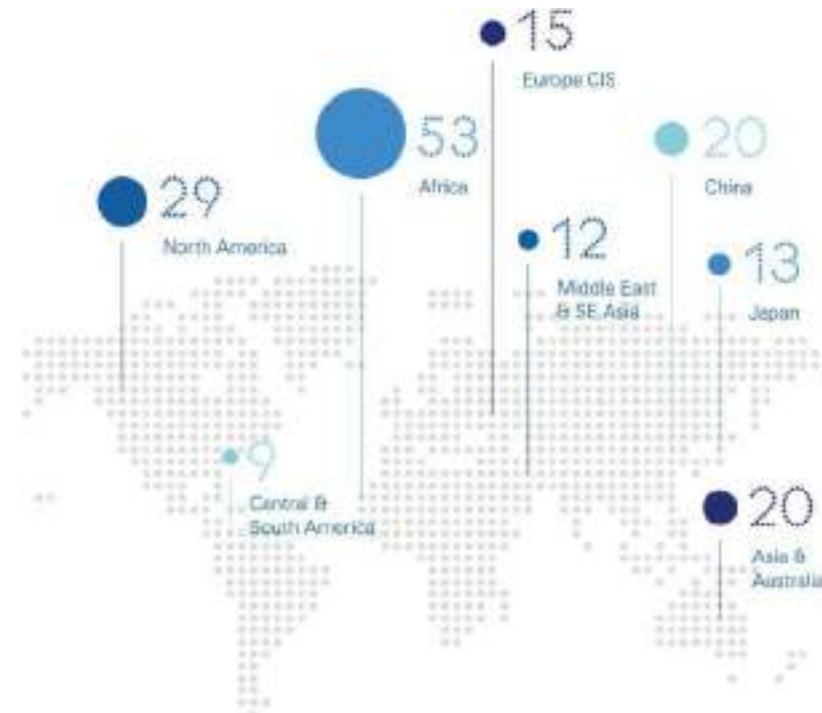 15
Europe CIS
53
Africa
20
China
29
North America
12
Middle East
& SE Asia
13
Japan
9
Central &
South America
20
Asia &
Australia